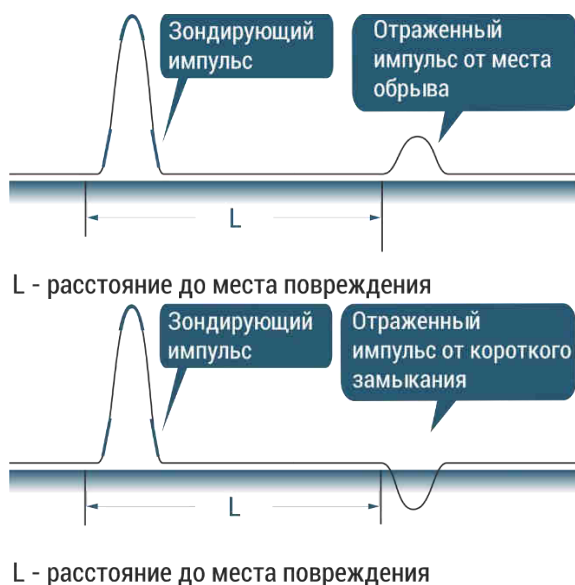 Зондирующий
импульс
Отраженный
импульс от места
обрыва
L
L - расстояние до места повреждения
Зондирующий
импульс
Отраженный
импульс от короткого
замыкания
L
L - расстояние до места повреждения